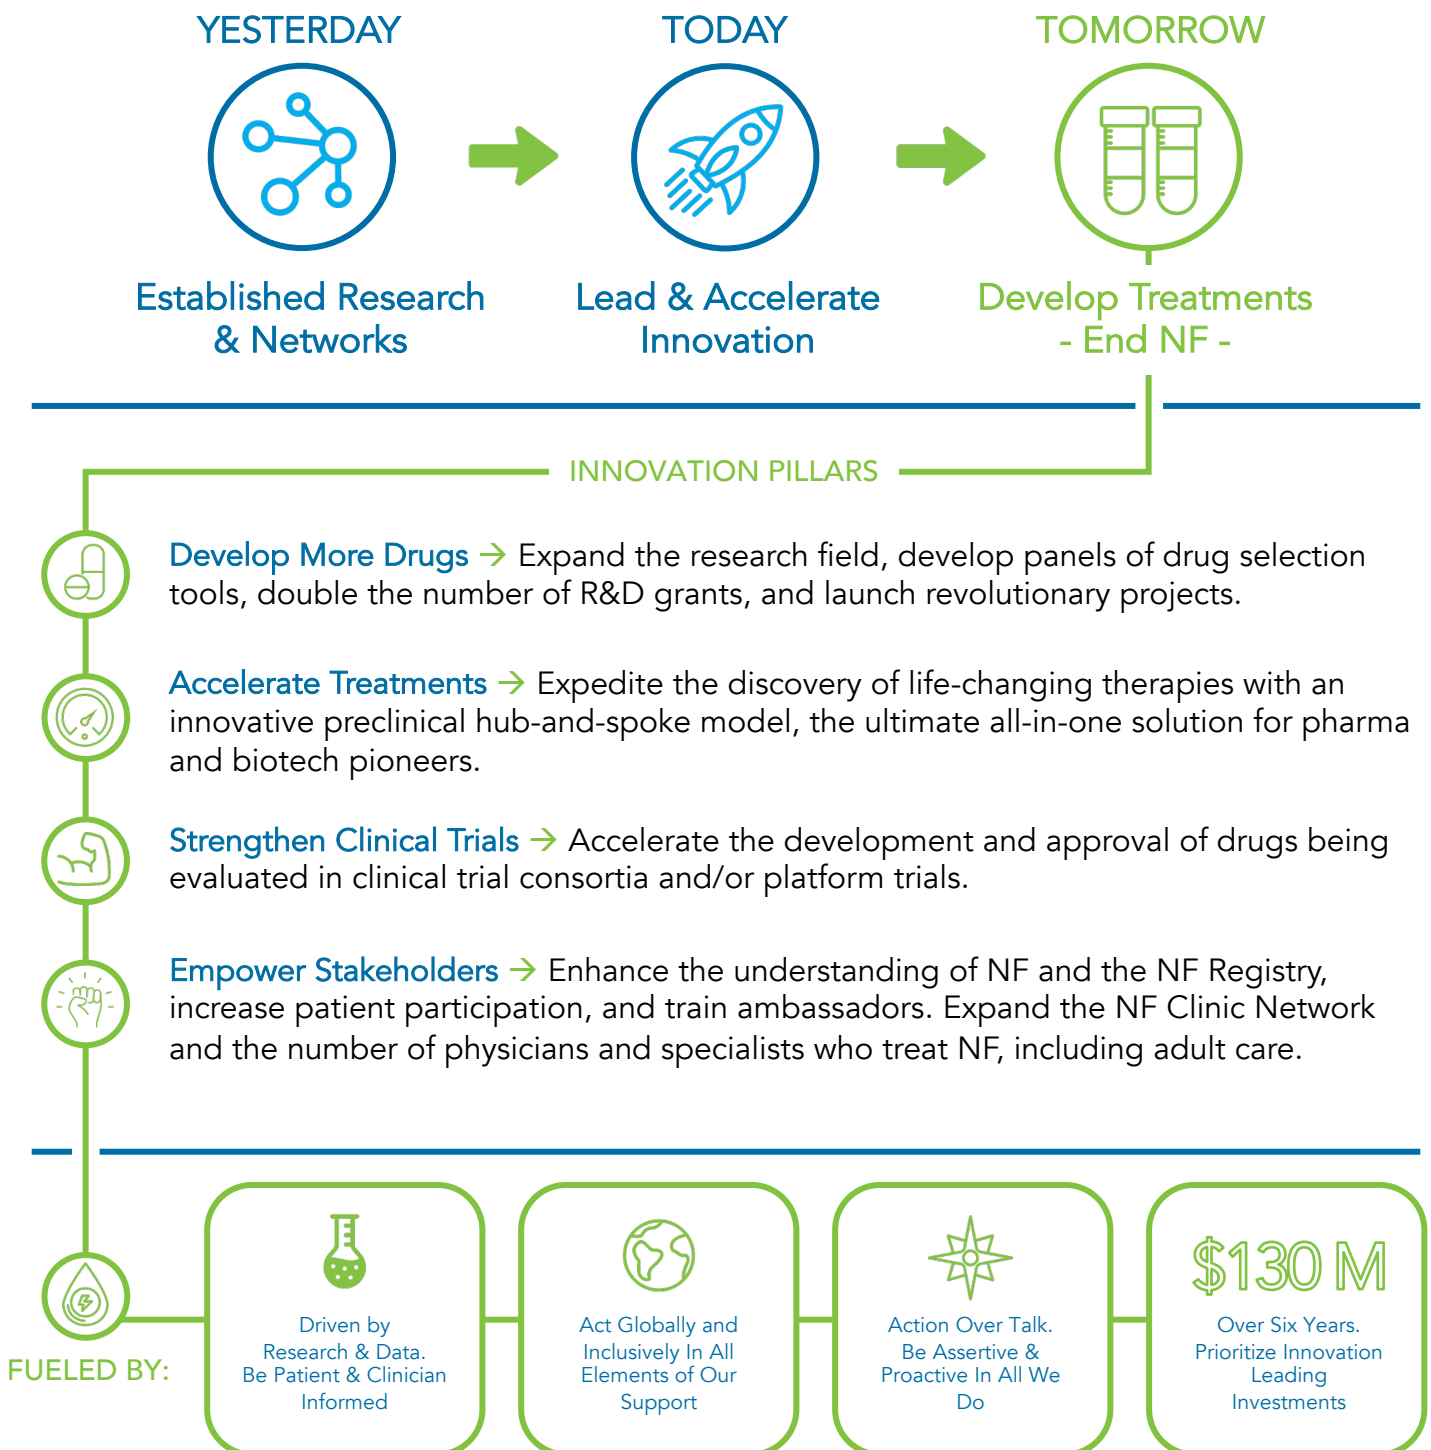 YESTERDAY
TODAY
TOMORROW
Established Research
& Networks
Lead & Accelerate
Innovation
Develop Treatments
- End NF -
INNOVATION PILLARS
Develop More Drugs → Expand the research field, develop panels of drug selection
tools, double the number of R&D grants, and launch revolutionary projects.
Accelerate Treatments → Expedite the discovery of life-changing therapies with an
innovative preclinical hub-and-spoke model, the ultimate all-in-one solution for pharma
and biotech pioneers.
Strengthen Clinical Trials → Accelerate the development and approval of drugs being
evaluated in clinical trial consortia and/or platform trials.
Empower Stakeholders → Enhance the understanding of NF and the NF Registry,
increase patient participation, and train ambassadors. Expand the NF Clinic Network
and the number of physicians and specialists who treat NF, including adult care.
FUELED BY:
Driven by
Research & Data.
Be Patient & Clinician
Informed
Act Globally and
Inclusively In All
Elements of Our
Support
Action Over Talk.
Be Assertive &
Proactive In All We
Do
$130 M
Over Six Years.
Prioritize Innovation
Leading
Investments